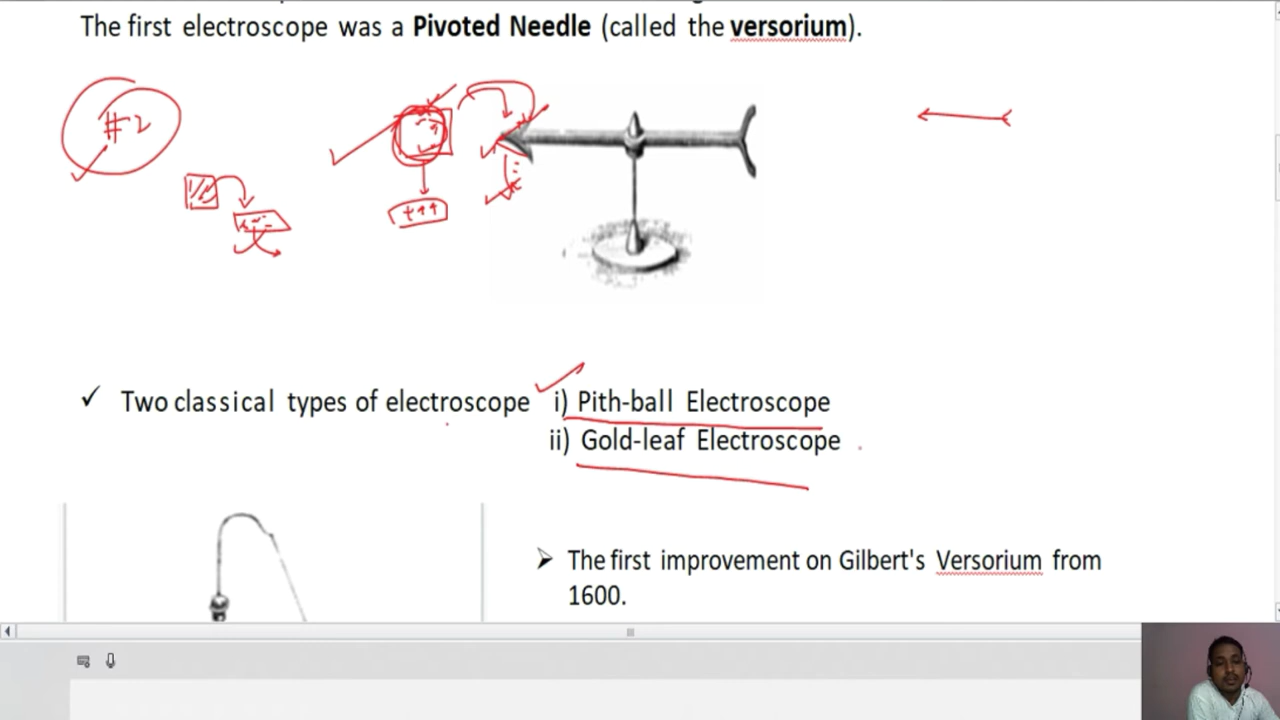 The first electroscope was a Pivoted Needle (called the versorium).
#2
+++
✓ Two classical types of electroscope i) Pith-ball Electroscope
ii) Gold-leaf Electroscope .
➢ The first improvement on Gilbert's Versorium from
1600.